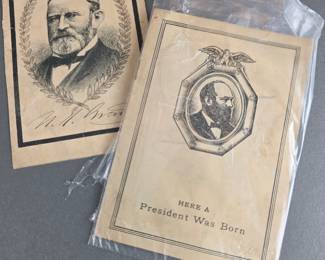 HERE A
President Was Born